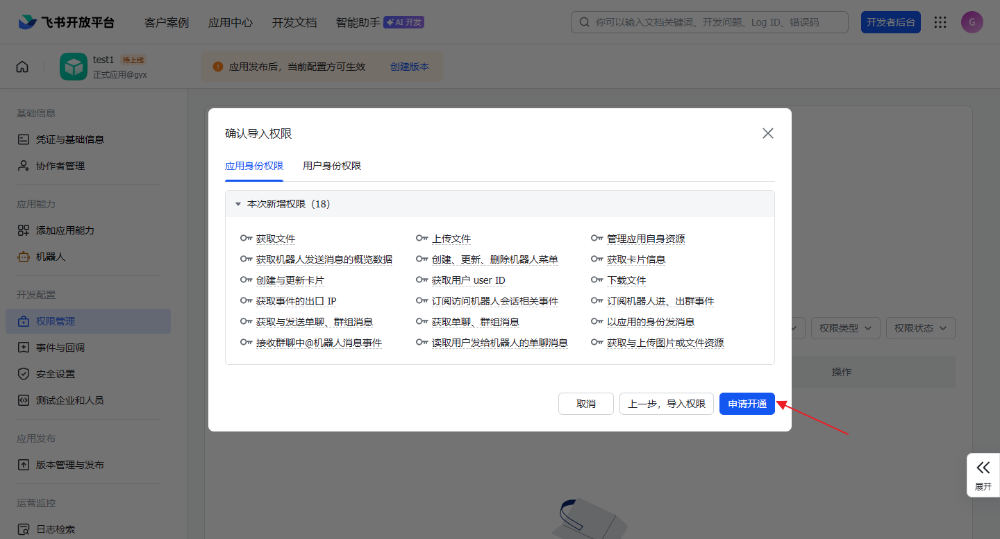 飞书开放平台
客户案例 应用中心 开发文档 智能助手 AI 开发 你可以输入文档关键词、开发问题、Log ID、错误码 开发者后台 G
test1 待上线
正式应用@gyx
应用发布后，当前配置方可生效 创建版本
基础信息
凭证与基础信息
协作者管理
应用能力
添加应用能力
机器人
开发配置
权限管理
事件与回调
安全设置
测试企业和人员
应用发布
版本管理与发布
运营监控
日志检索
确认导入权限
应用身份权限 用户身份权限
本次新增权限（18）
获取文件 上传文件 管理应用自身资源
获取机器人发送消息的概览数据 创建、更新、删除机器人菜单 获取卡片信息
创建与更新卡片 获取用户 user ID 下载文件
获取事件的出口 IP 订阅访问机器人会话相关事件 订阅机器人进、出群事件
获取与发送单聊、群组消息 获取单聊、群组消息 以应用的身份发消息
接收群聊中@机器人消息事件 读取用户发给机器人的单聊消息 获取与上传图片或文件资源
取消 上一步，导入权限 申请开通
权限类型 权限状态
操作
展开